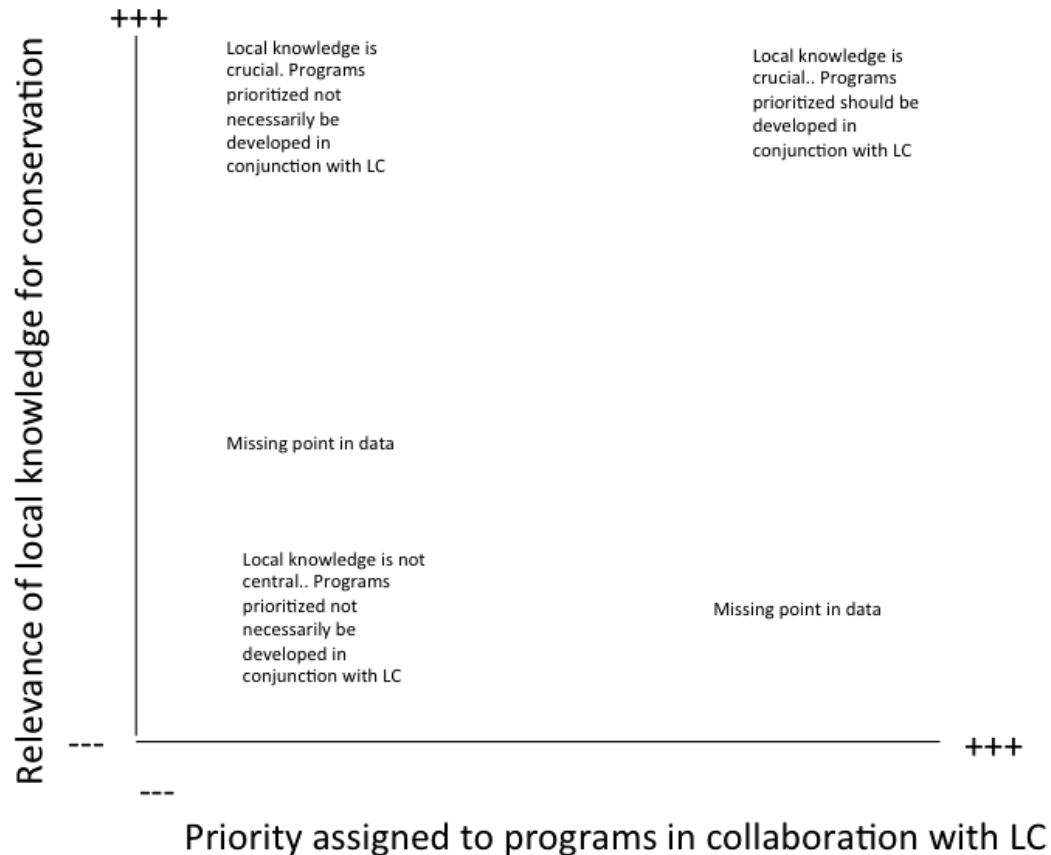 +++
Relevance of local knowledge for conservation
Local knowledge is
crucial. Programs
prioritized not
necessarily be
developed in
conjunction with LC
Local knowledge is
crucial.. Programs
prioritized should be
developed in
conjunction with LC
Missing point in data
Local knowledge is not
central.. Programs
prioritized not
necessarily be
developed in
conjunction with LC
Missing point in data
---
+++
---
Priority assigned to programs in collaboration with LC